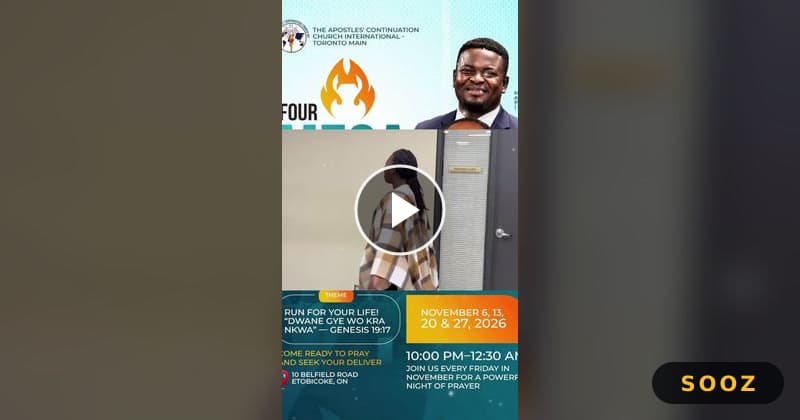 THE APOSTLES' CONTINUATION
CHURCH INTERNATIONAL -
TORONTO MAIN
FOUR
THEME
RUN FOR YOUR LIFE!
"DWANE GYE WO KRA
NKWA" — GENESIS 19:17
NOVEMBER 6, 13,
20 & 27, 2026
COME READY TO PRAY
AND SEEK YOUR DELIVER
10 BELFIELD ROAD
ETOBICOKE, ON
10:00 PM–12:30 AM
JOIN US EVERY FRIDAY IN
NOVEMBER FOR A POWERF
NIGHT OF PRAYER
SOOZ